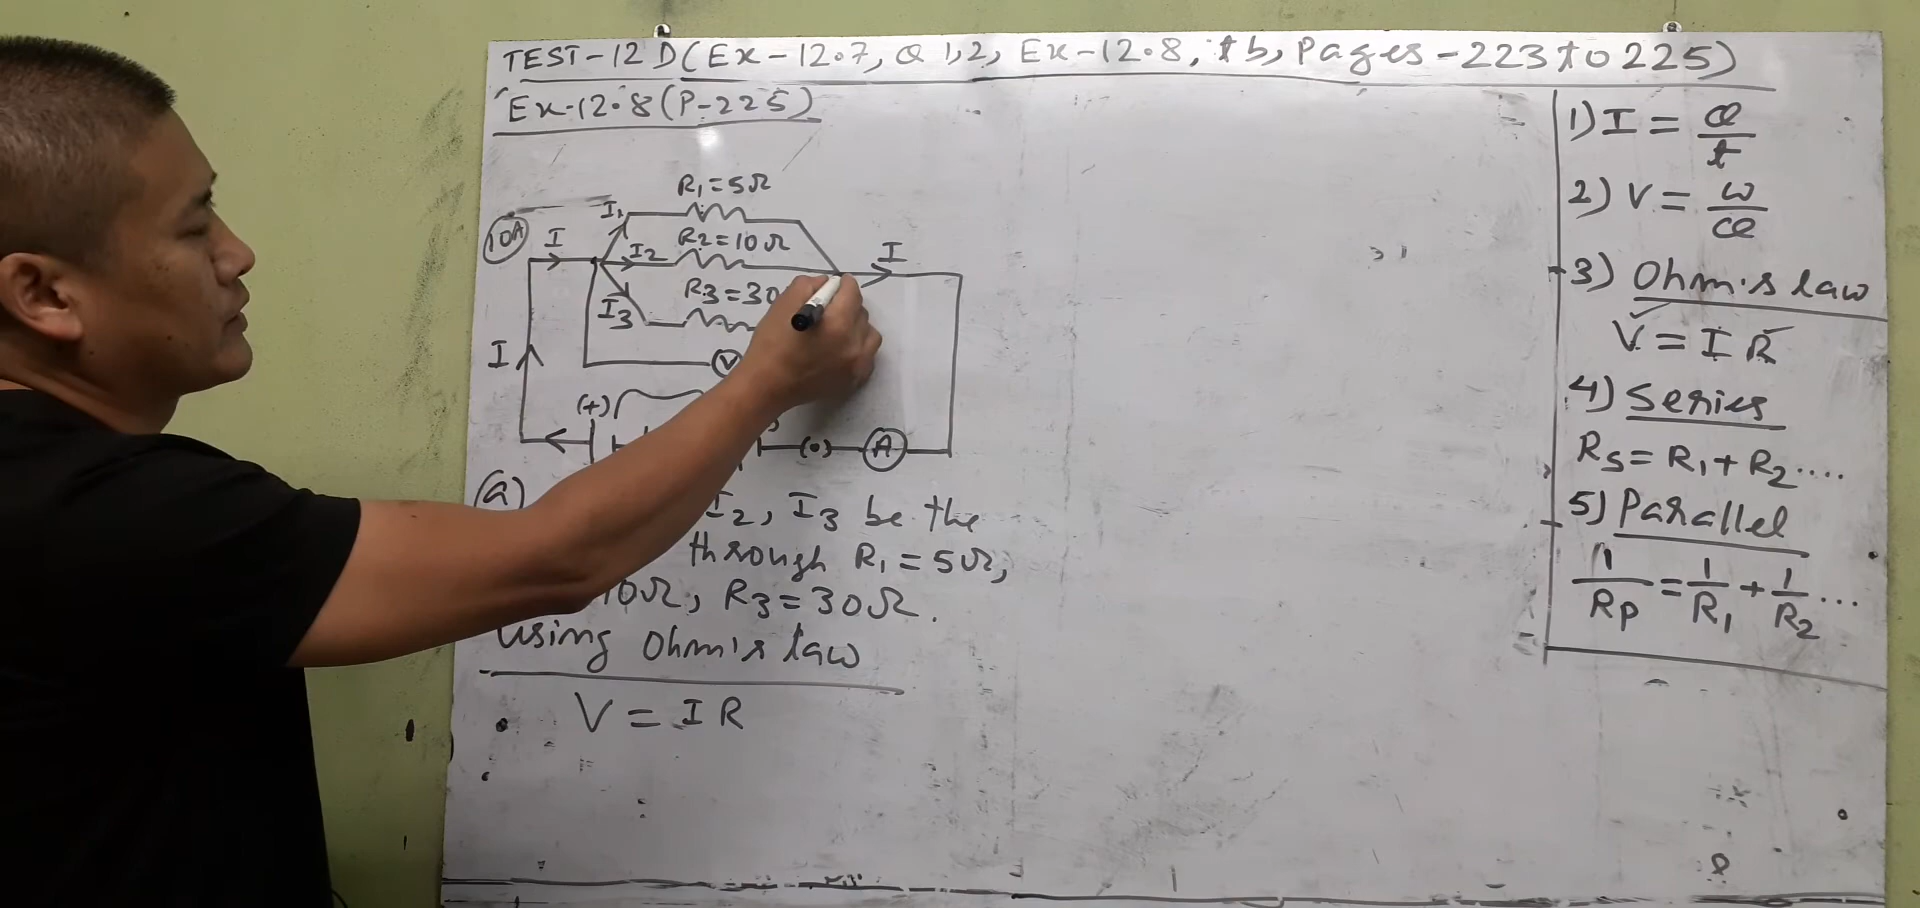 TEST-12D(Ex-12.7, Q 1,2, Ex-12.8, tb, Pages-223 to 225)
Ex-12.8(P-225)
R1=5Ω
I1
R2=10Ω
10A
I
I2
I
R3=30
I3
I
V
(+)
(•)
A
(a)
I2, I3 be the
through R1=5Ω,
10Ω, R3=30Ω.
using Ohm's law
V = I R
1) I = Q/t
2) V = W/Q
3) Ohm's law
V = I R
4) Series
Rs = R1 + R2....
5) Parallel
1/Rp = 1/R1 + 1/R2 ...